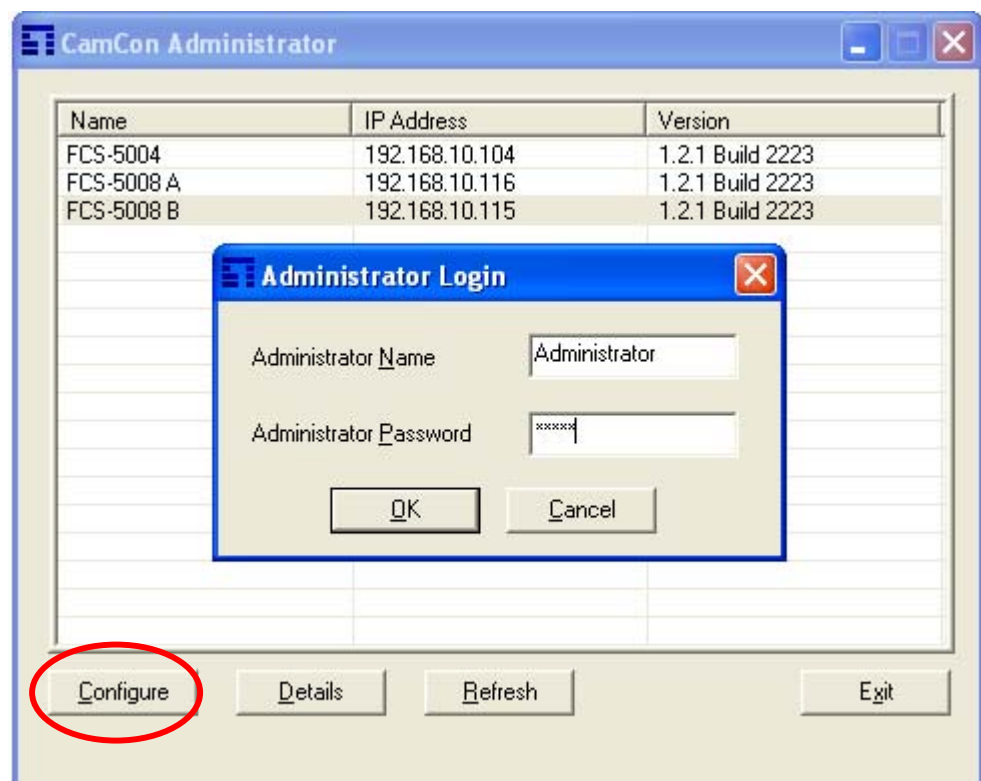 CamCon Administrator
Name IP Address Version
FCS-5004 192.168.10.104 1.2.1 Build 2223
FCS-5008 A 192.168.10.116 1.2.1 Build 2223
FCS-5008 B 192.168.10.115 1.2.1 Build 2223
Administrator Login
Administrator Name Administrator
Administrator Password *****
OK Cancel
Configure Details Refresh Exit